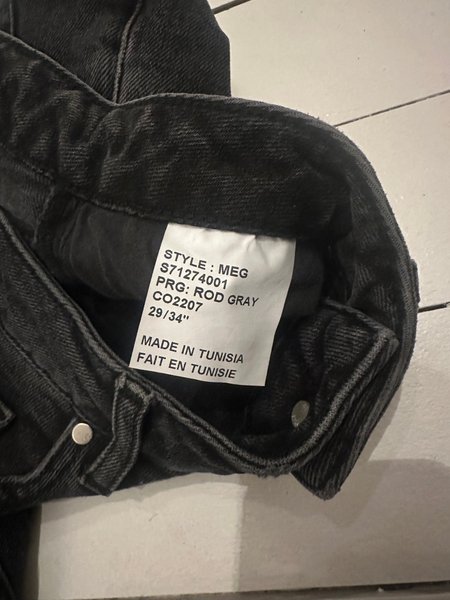 STYLE : MEG
S71274001
PRG: ROD GRAY
CO2207
29/34"
MADE IN TUNISIA
FAIT EN TUNISIE